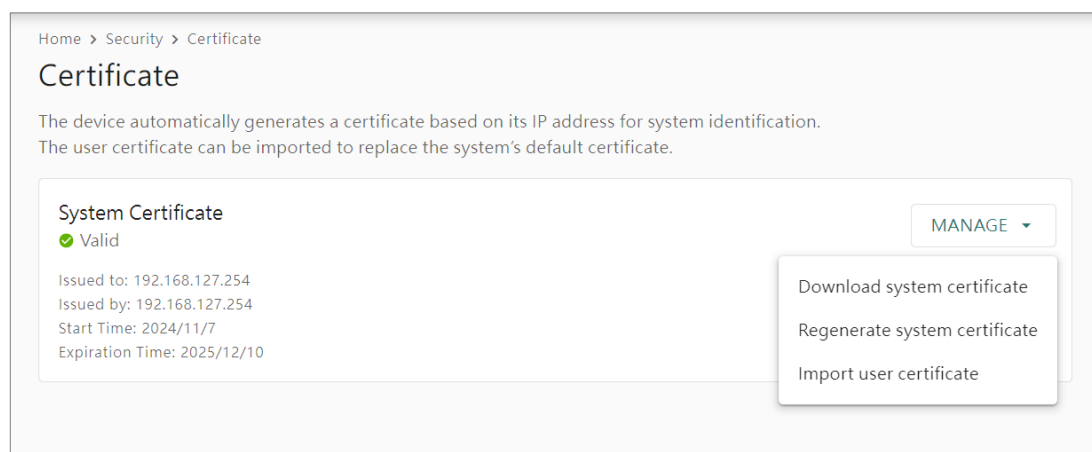 Home > Security > Certificate
Certificate
The device automatically generates a certificate based on its IP address for system identification.
The user certificate can be imported to replace the system’s default certificate.
System Certificate
Valid
MANAGE
Issued to: 192.168.127.254
Issued by: 192.168.127.254
Start Time: 2024/11/7
Expiration Time: 2025/12/10
Download system certificate
Regenerate system certificate
Import user certificate